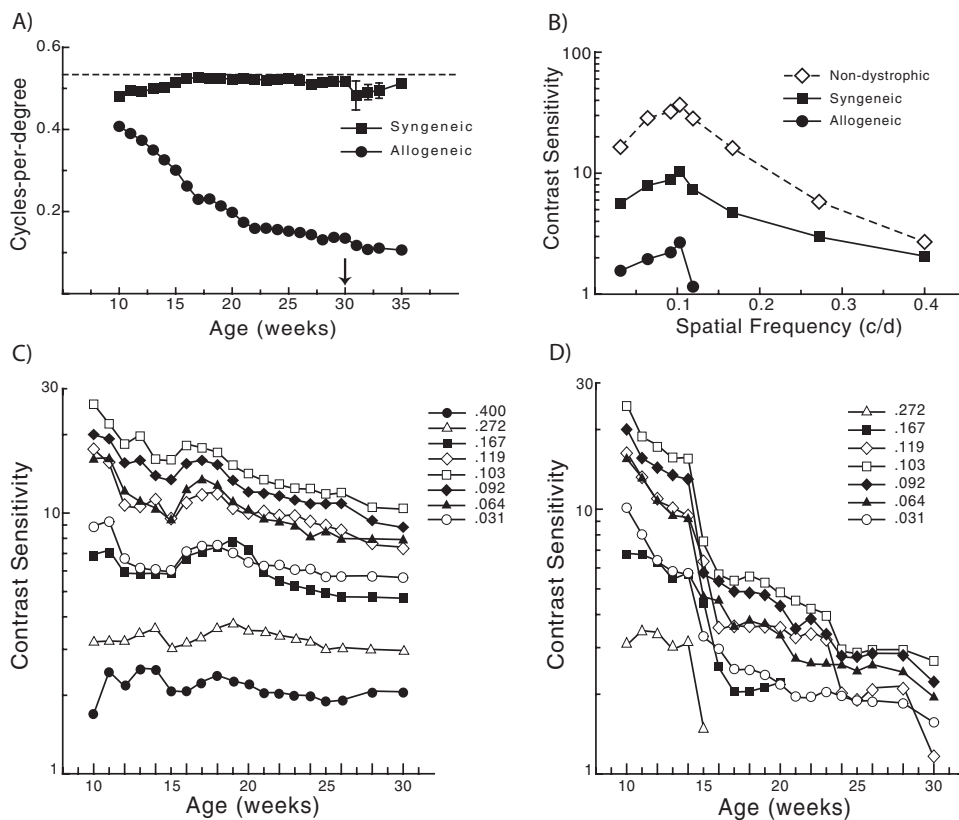 A)
0.6
0.4
0.2
Cycles-per-degree
Syngeneic
Allogeneic
10 15 20 25 30 35
Age (weeks)
B)
100
10
1
Contrast Sensitivity
Non-dystrophic
Syngeneic
Allogeneic
0.1 0.2 0.3 0.4
Spatial Frequency (c/d)
C)
30
10
1
Contrast Sensitivity
.400
.272
.167
.119
.103
.092
.064
.031
10 15 20 25 30
Age (weeks)
D)
30
10
1
Contrast Sensitivity
.272
.167
.119
.103
.092
.064
.031
10 15 20 25 30
Age (weeks)